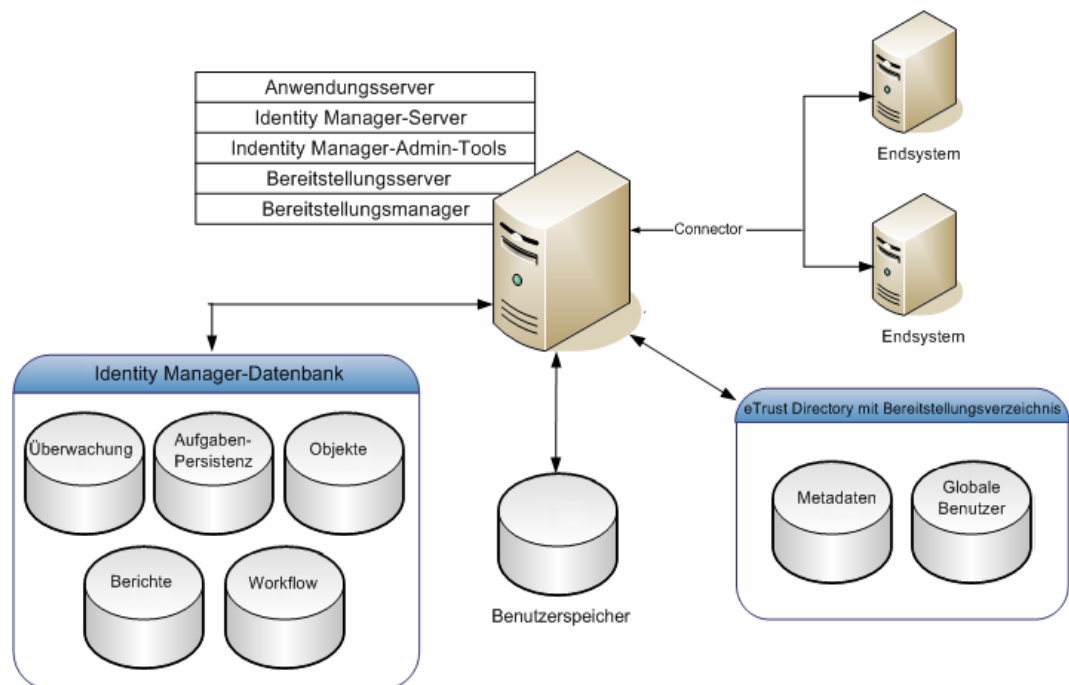 Anwendungsserver
Identity Manager-Server
Indentity Manager-Admin-Tools
Bereitstellungsserver
Bereitstellungsmanager
Connector
Endsystem
Endsystem
Identity Manager-Datenbank
Überwachung
Aufgaben-
Persistenz
Objekte
Berichte
Workflow
Benutzerspeicher
eTrust Directory mit Bereitstellungsverzeichnis
Metadaten
Globale
Benutzer